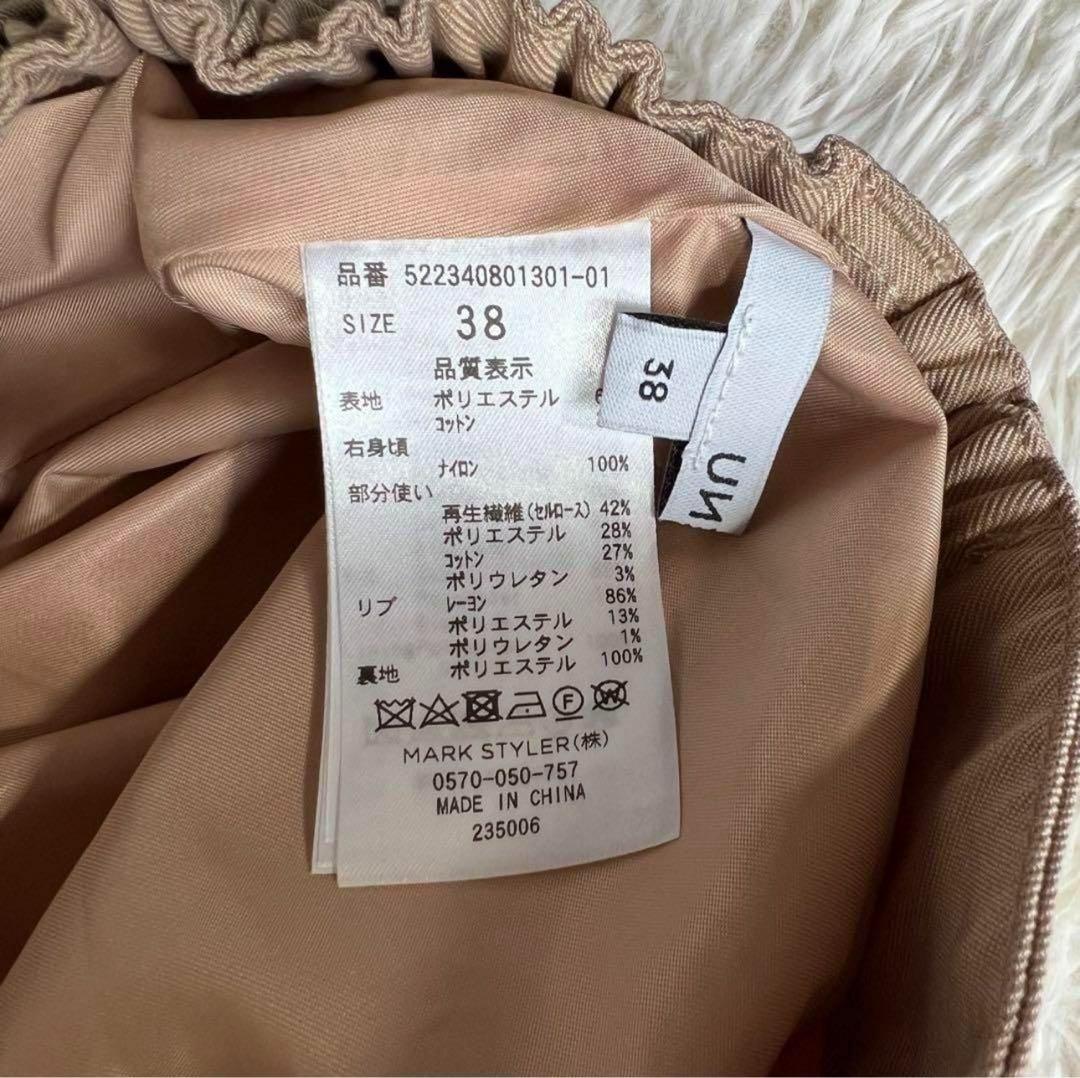 品番 522340801301-01
SIZE 38
品質表示
表地 ポリエステル
コットン
右身頃
ナイロン 100%
部分使い
再生繊維(セルロース) 42%
ポリエステル 28%
コットン 27%
ポリウレタン 3%
リブ レーヨン 86%
ポリエステル 13%
ポリウレタン 1%
裏地 ポリエステル 100%
MARK STYLER(株)
0570-050-757
MADE IN CHINA
235006
38
UN